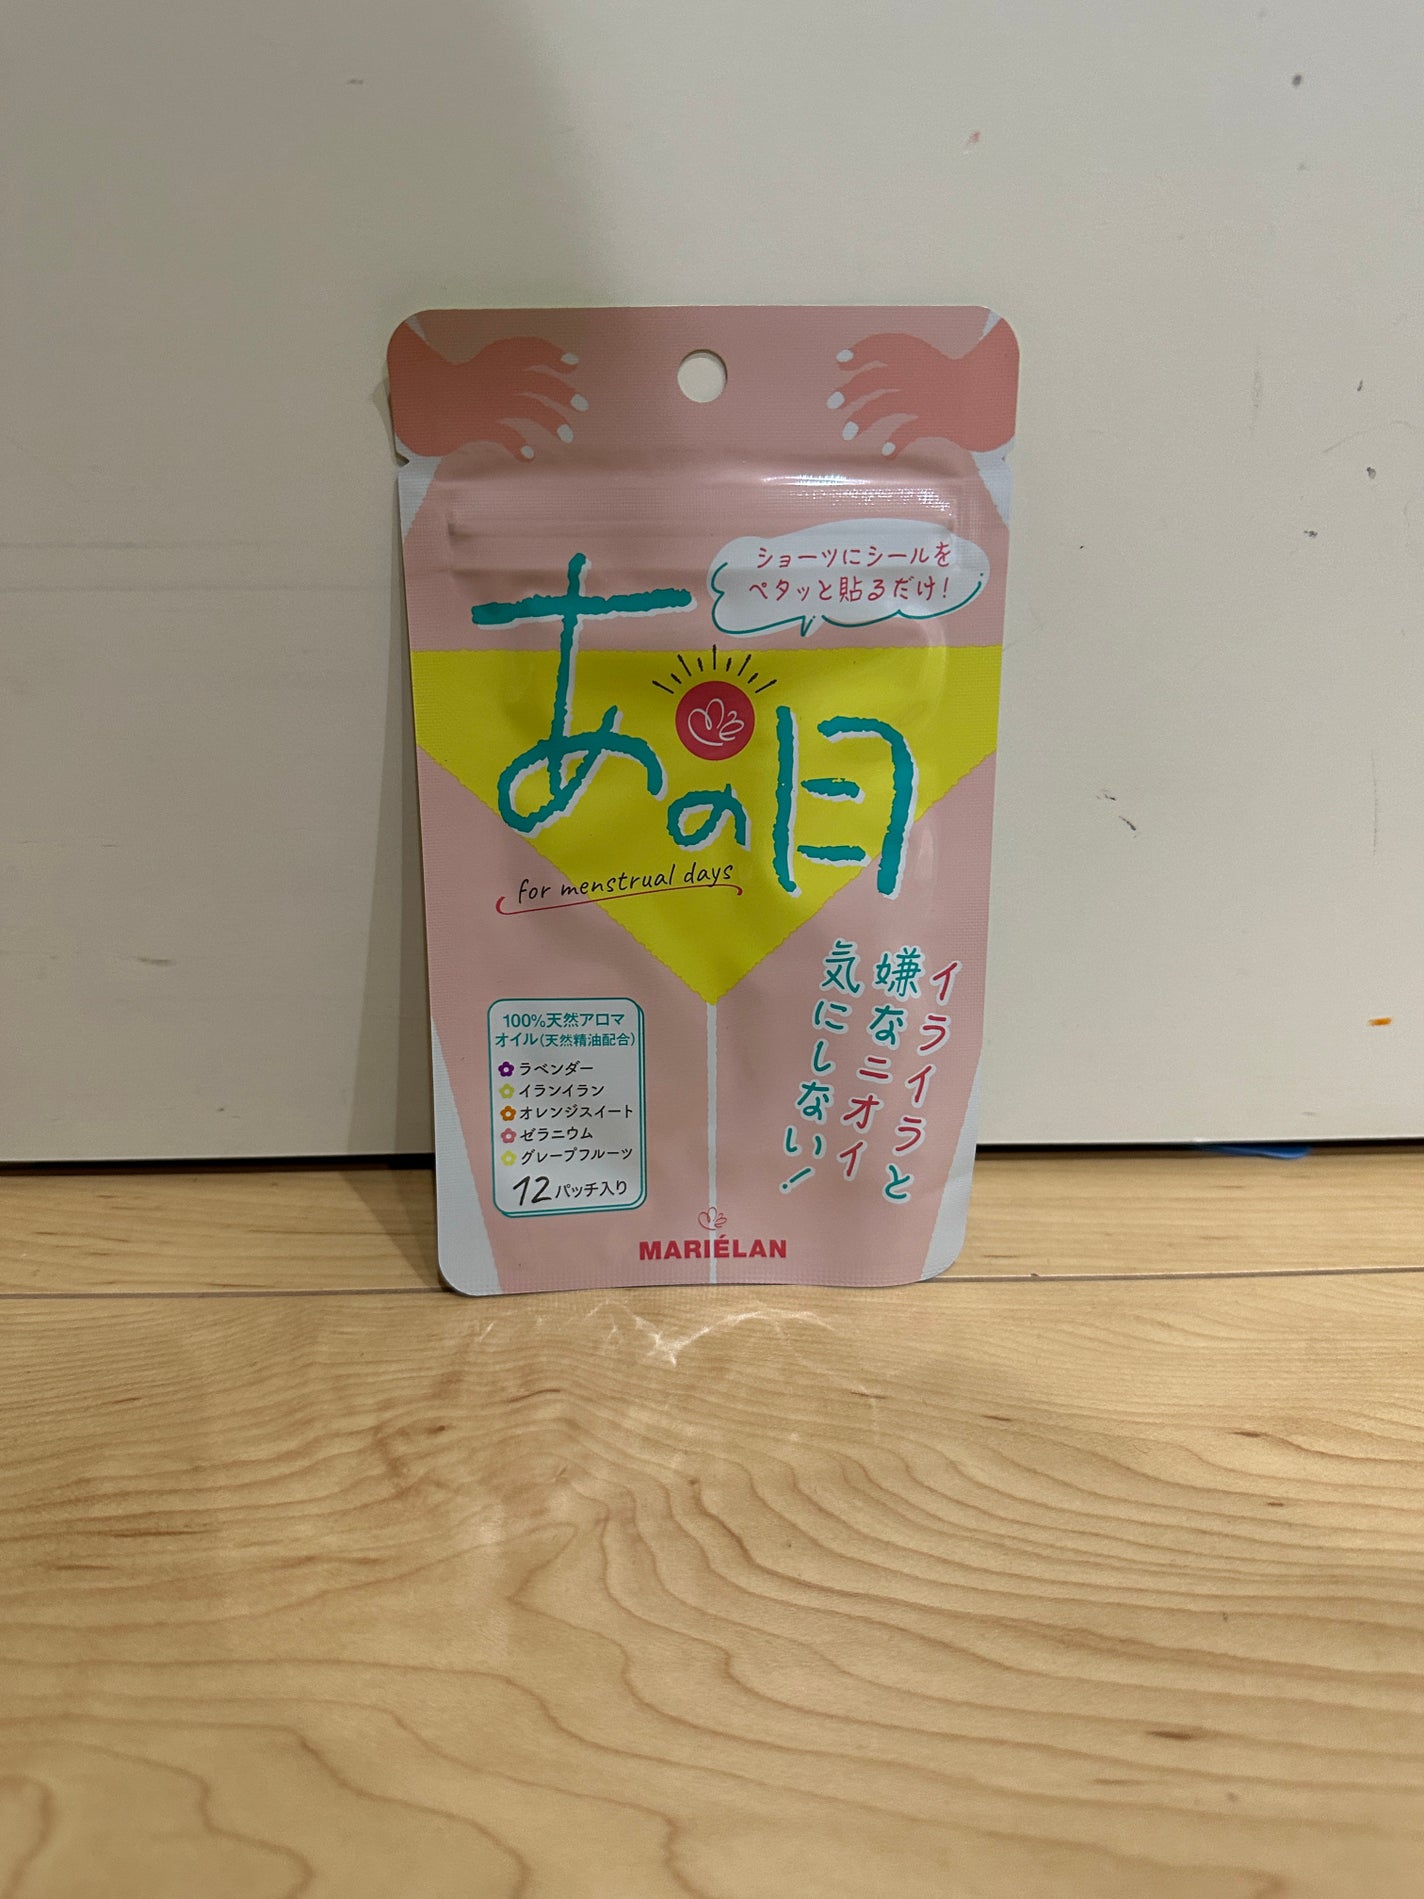 ショーツにシールを
ペタッと貼るだけ!
あの日
for menstrual days
イライラと
嫌なニオイ
気にしない!
100%天然アロマ
オイル(天然精油配合)
ラベンダー
イランイラン
オレンジスイート
ゼラニウム
グレープフルーツ
12パッチ入り
MARIÉLAN